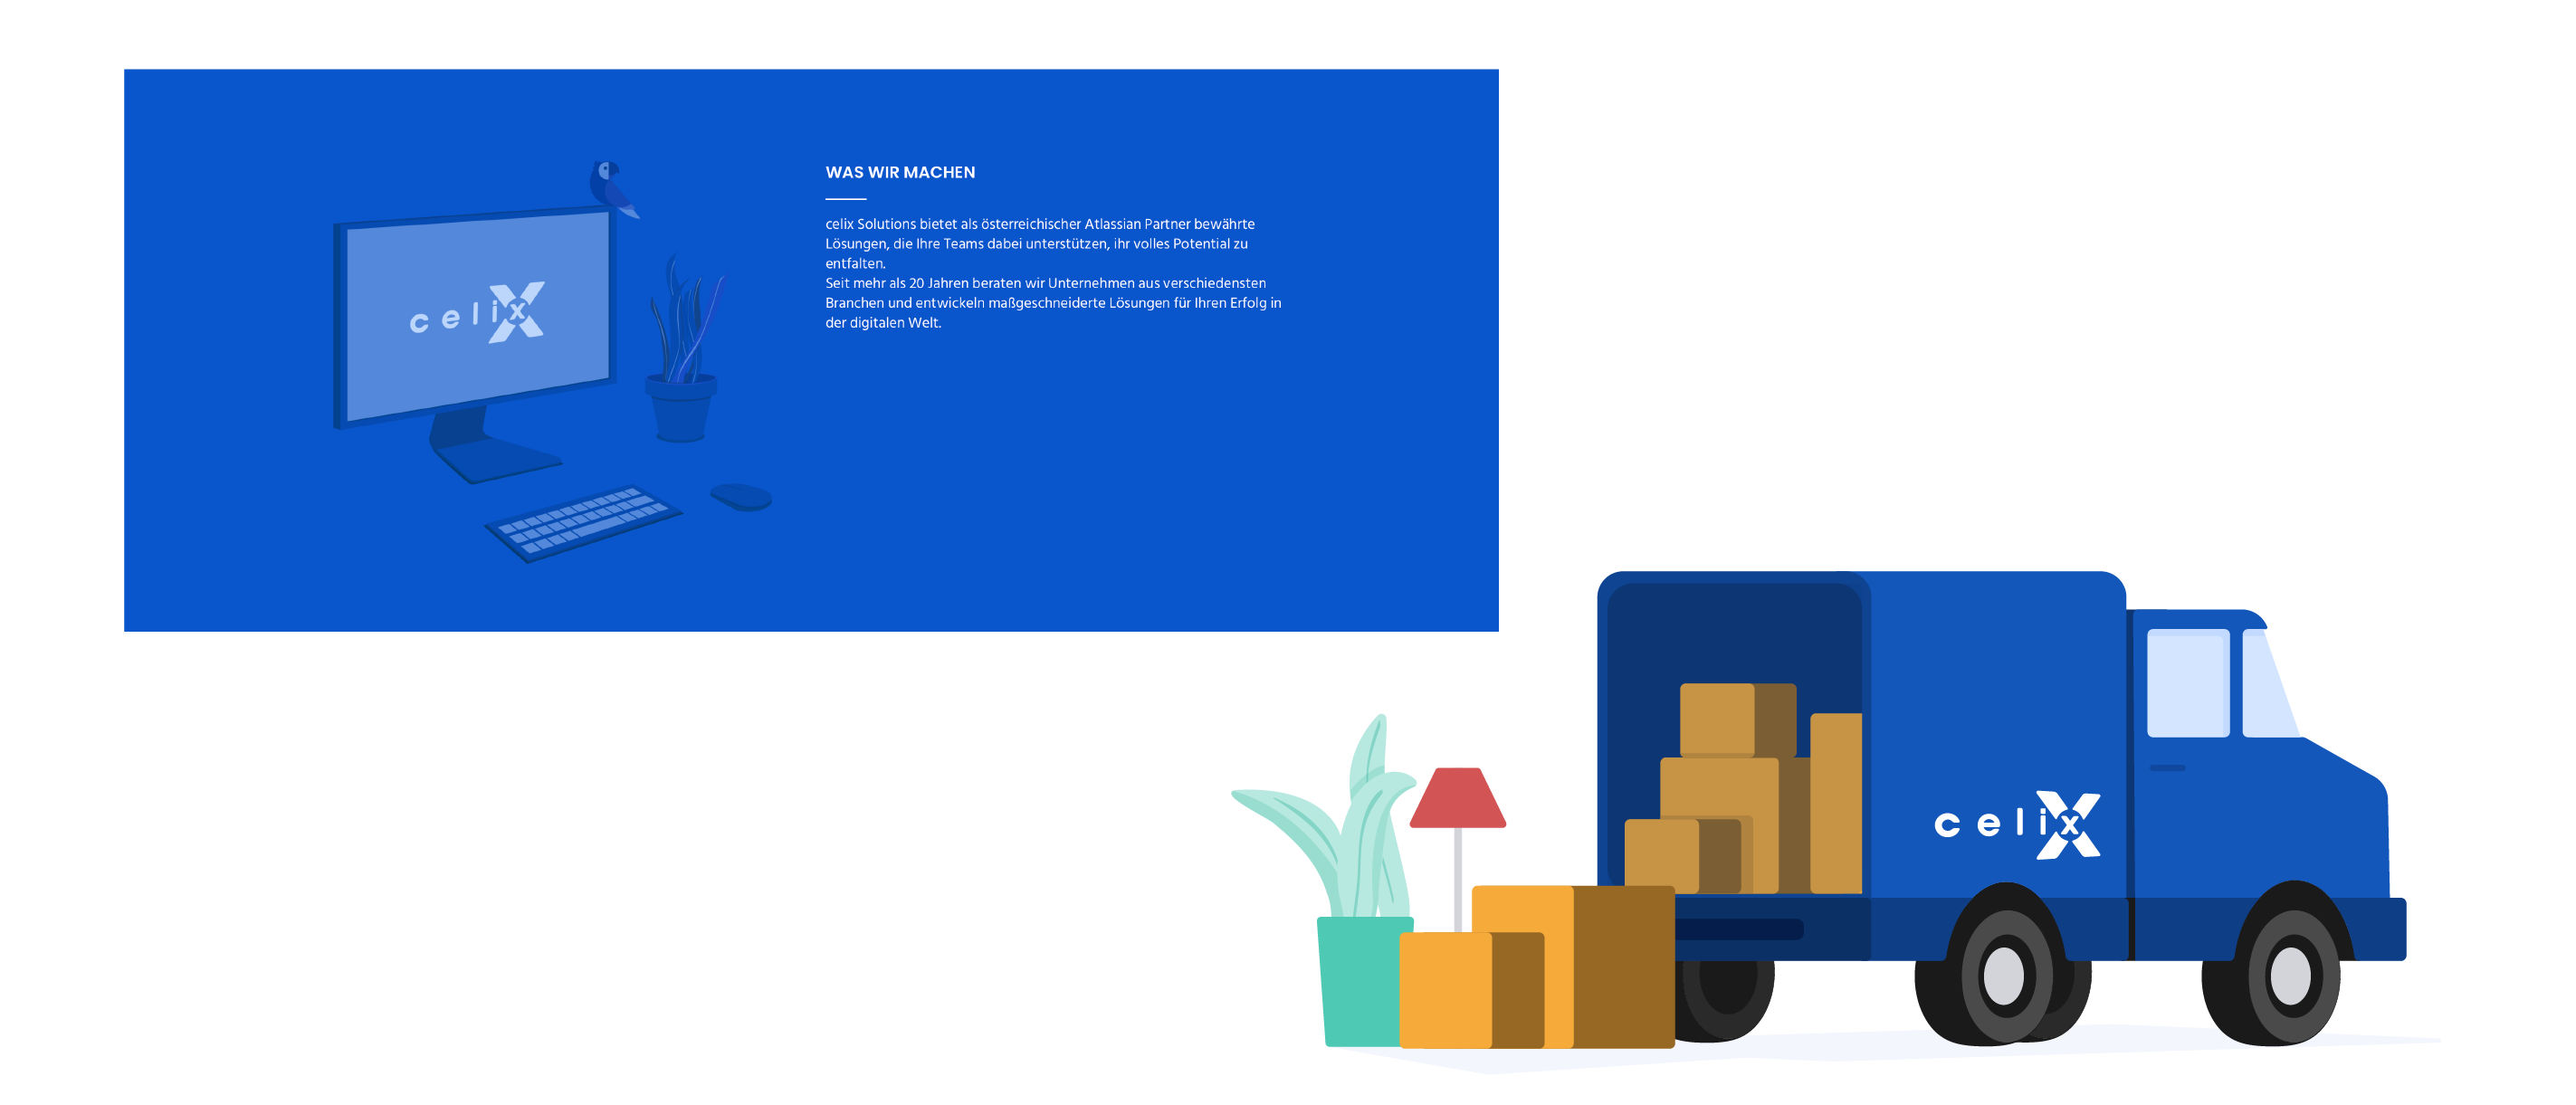 celix
WAS WIR MACHEN
celix Solutions bietet als österreichischer Atlassian Partner bewährte
Lösungen, die Ihre Teams dabei unterstützen, ihr volles Potential zu
entfalten.
Seit mehr als 20 Jahren beraten wir Unternehmen aus verschiedensten
Branchen und entwickeln maßgeschneiderte Lösungen für Ihren Erfolg in
der digitalen Welt.
celix